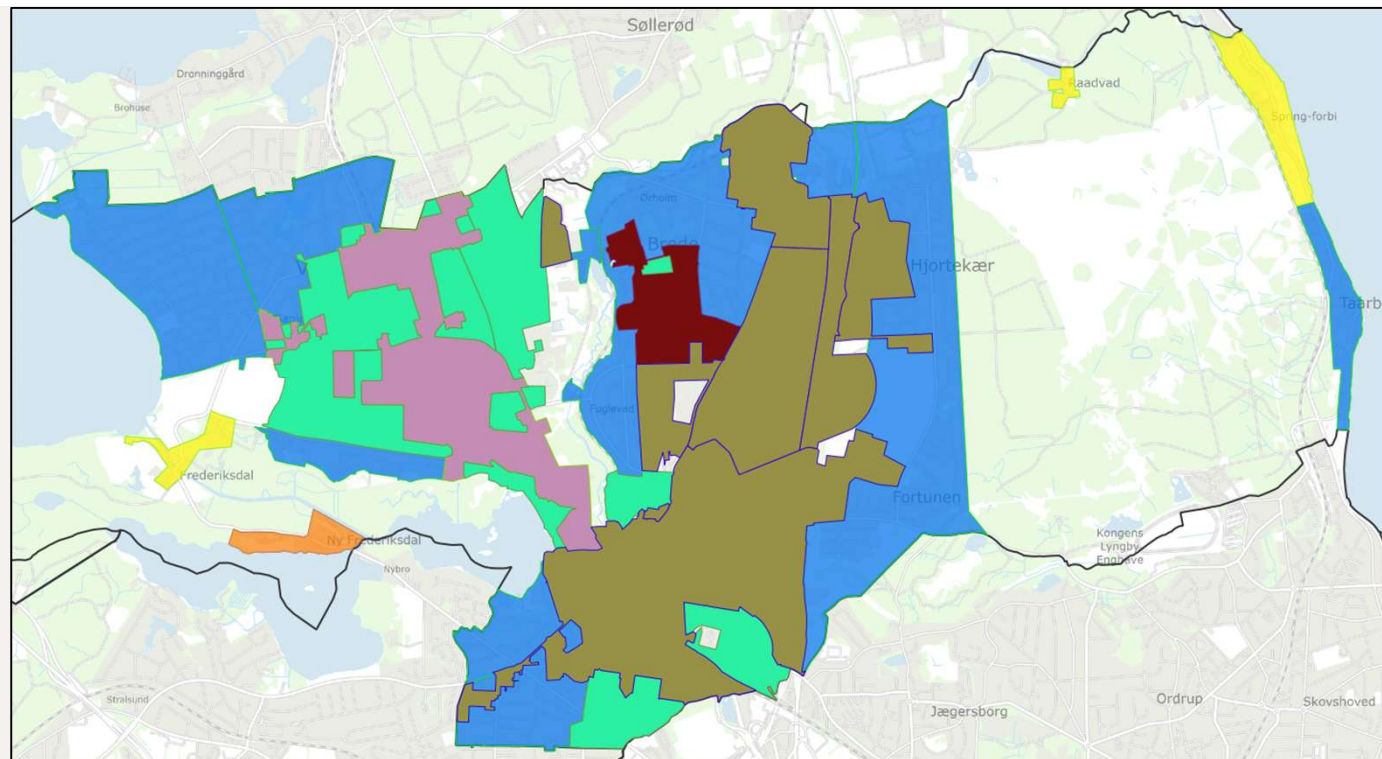 Søllerød
Dronninggård
Brohuse
Raadvad
Spring-forbi
Ørholm
Brede
Hjortekær
Taarb
Fuglevad
Frederiksdal
Fortunen
Ny Frederiksdal
Nybro
Kongens
Lyngby
Enghave
Stralsund
Jægersborg
Ordrup
Skovshoved